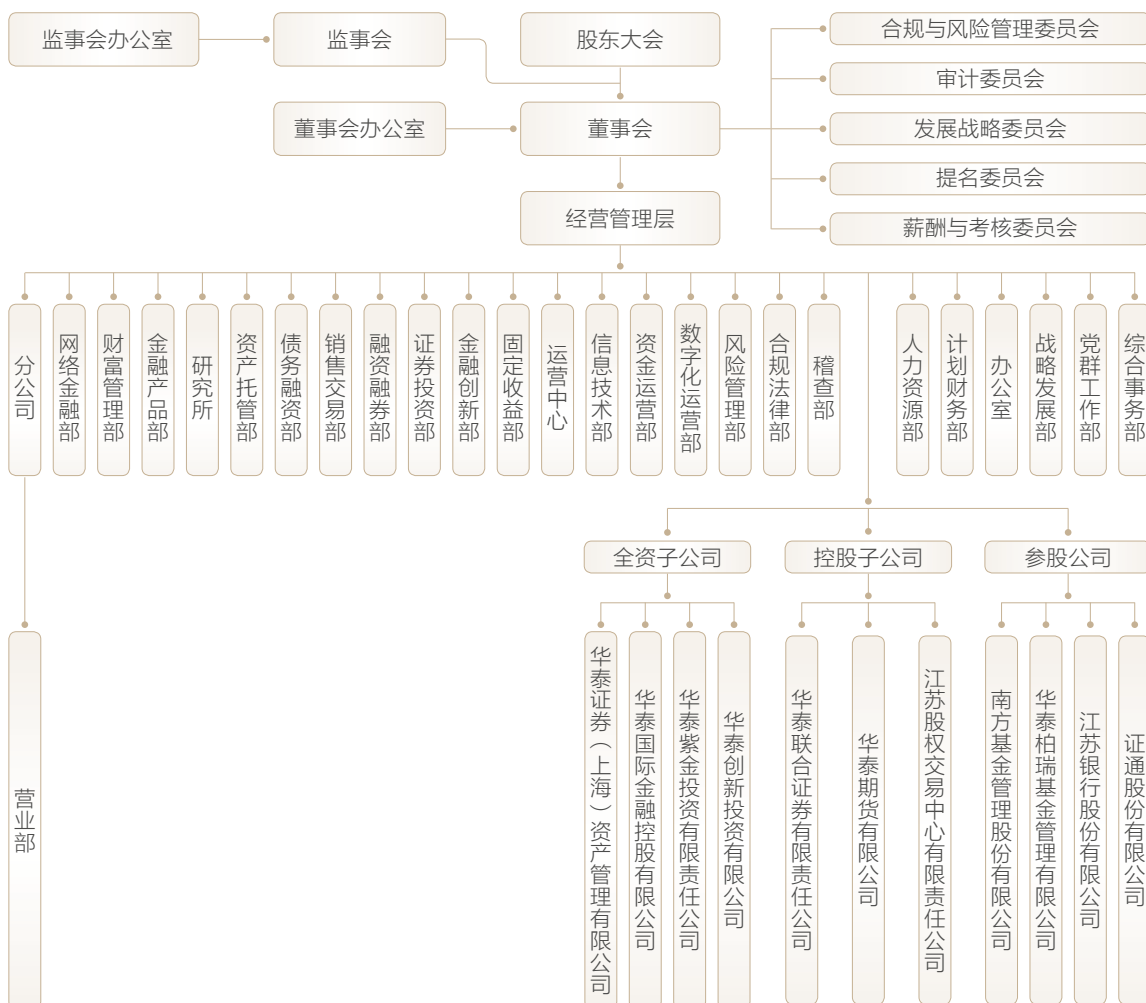 监事会办公室
监事会
股东大会
合规与风险管理委员会
审计委员会
董事会办公室
董事会
发展战略委员会
提名委员会
经营管理层
薪酬与考核委员会
分公司
网络金融部
财富管理部
金融产品部
研究所
资产托管部
债务融资部
销售交易部
融资融券部
证券投资部
金融创新部
固定收益部
运营中心
信息技术部
资金运营部
数字化运营部
风险管理部
合规法律部
稽查部
人力资源部
计划财务部
办公室
战略发展部
党群工作部
综合事务部
全资子公司
控股子公司
参股公司
营业部
华泰证券（上海）资产管理有限公司
华泰国际金融控股有限公司
华泰紫金投资有限责任公司
华泰创新投资有限公司
华泰联合证券有限责任公司
华泰期货有限公司
江苏股权交易中心有限责任公司
南方基金管理股份有限公司
华泰柏瑞基金管理有限公司
江苏银行股份有限公司
证通股份有限公司